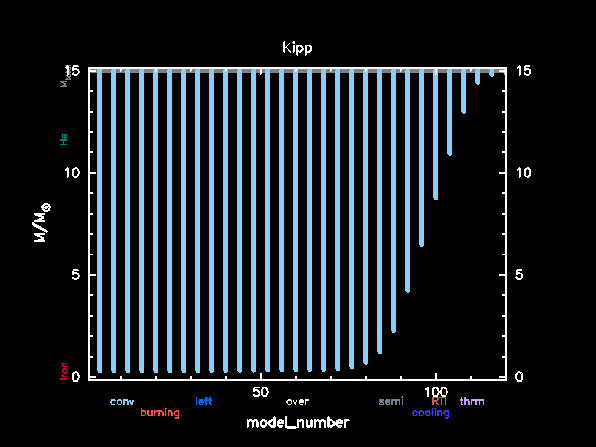 Kipp
15
15
He
10
10
M/M⊙
5
5
Iron
0
0
50
100
conv
left
over
semi
RTI
thrm
burning
cooling
model_number